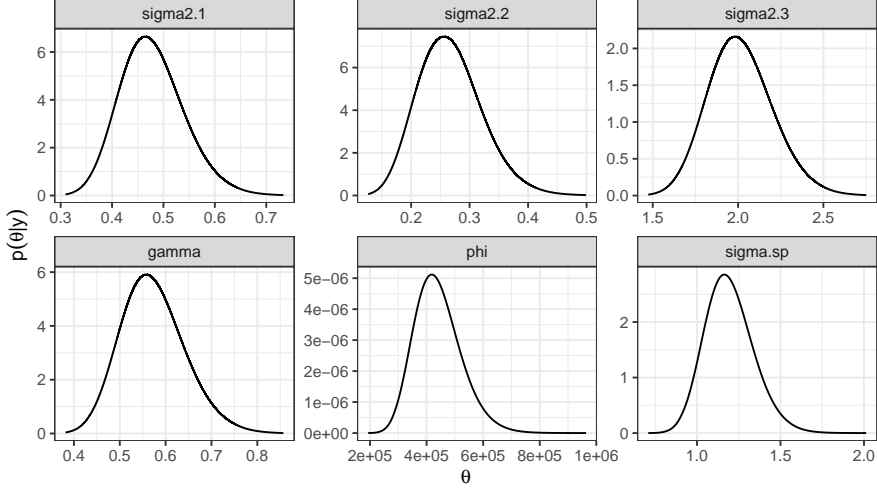 sigma2.1
sigma2.2
sigma2.3
6
4
2
0
0.3 0.4 0.5 0.6 0.7
6
4
2
0
0.2 0.3 0.4 0.5
2.0
1.5
1.0
0.5
0.0
1.5 2.0 2.5
p(θ|y)
gamma
phi
sigma.sp
6
4
2
0
0.4 0.5 0.6 0.7 0.8
5e−06
4e−06
3e−06
2e−06
1e−06
0e+00
2e+05 4e+05 6e+05 8e+05 1e+06
2
1
0
1.0 1.5 2.0
θ